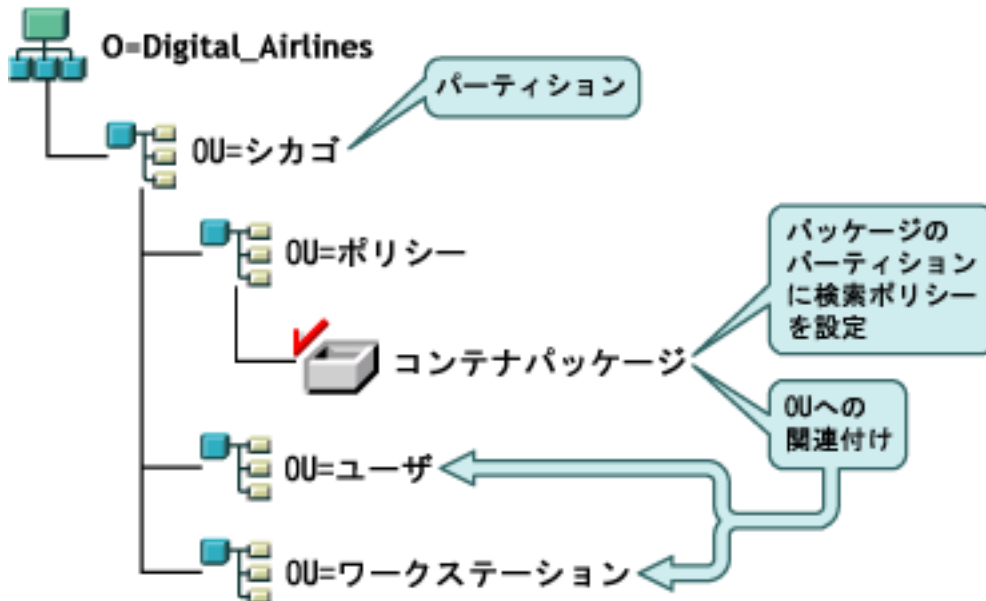 O=Digital_Airlines
パーティション
OU=シカゴ
OU=ポリシー
パッケージの
パーティション
に検索ポリシー
を設定
コンテナパッケージ
OUへの
関連付け
OU=ユーザ
OU=ワークステーション